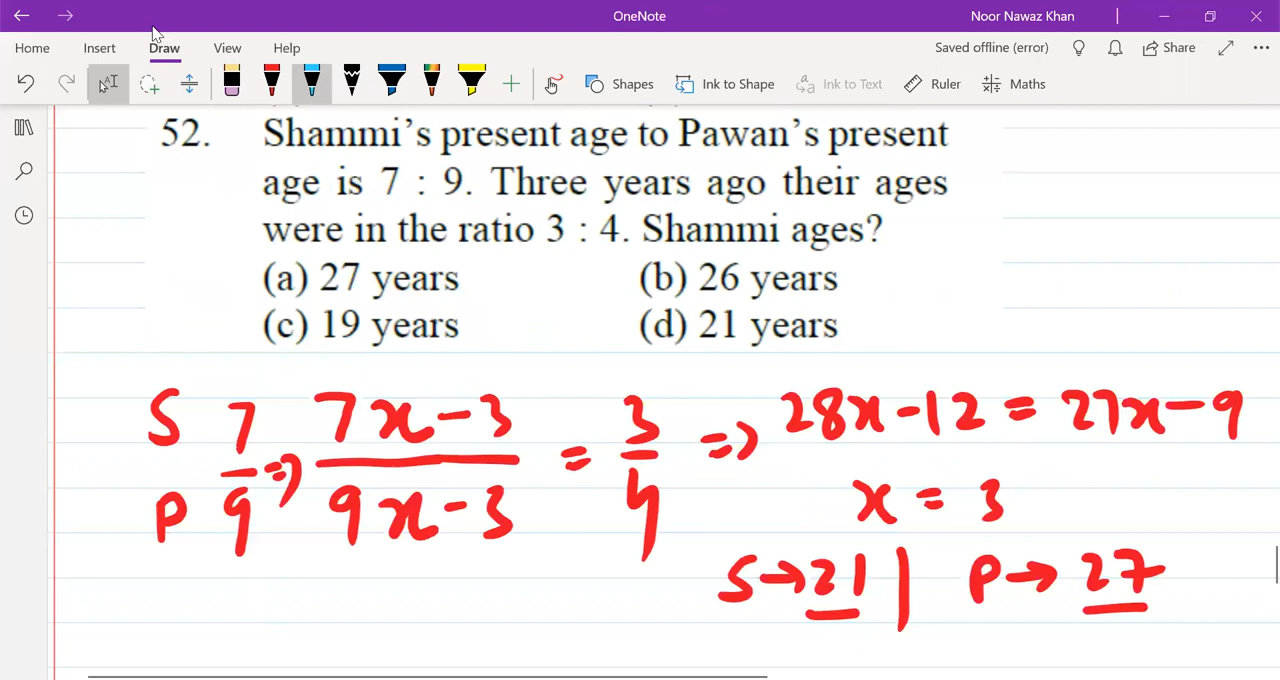 OneNote
Noor Nawaz Khan
Home Insert Draw View Help
Saved offline (error)
Share
Shapes
Ink to Shape
Ink to Text
Ruler
Maths
52. Shammi's present age to Pawan's present
age is 7 : 9. Three years ago their ages
were in the ratio 3 : 4. Shammi ages?
(a) 27 years (b) 26 years
(c) 19 years (d) 21 years
S 7/P 9 => 7x-3/9x-3 = 3/4 => 28x-12 = 27x-9
x = 3
S → 21 | P → 27